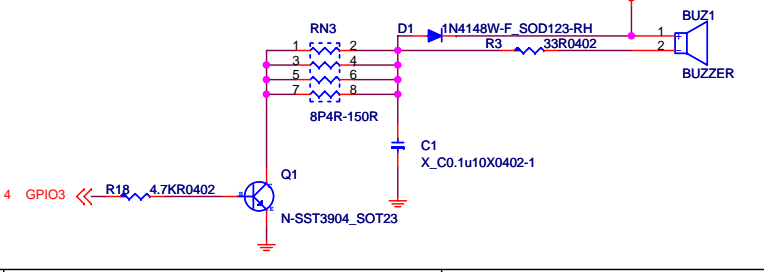 RN3
D1
1N4148W-F_SOD123-RH
BUZ1
1
2
R3
33R0402
1
2
3
4
5
6
7
8
BUZZER
8P4R-150R
C1
X_C0.1u10X0402-1
Q1
4 GPIO3
R18
4.7KR0402
N-SST3904_SOT23